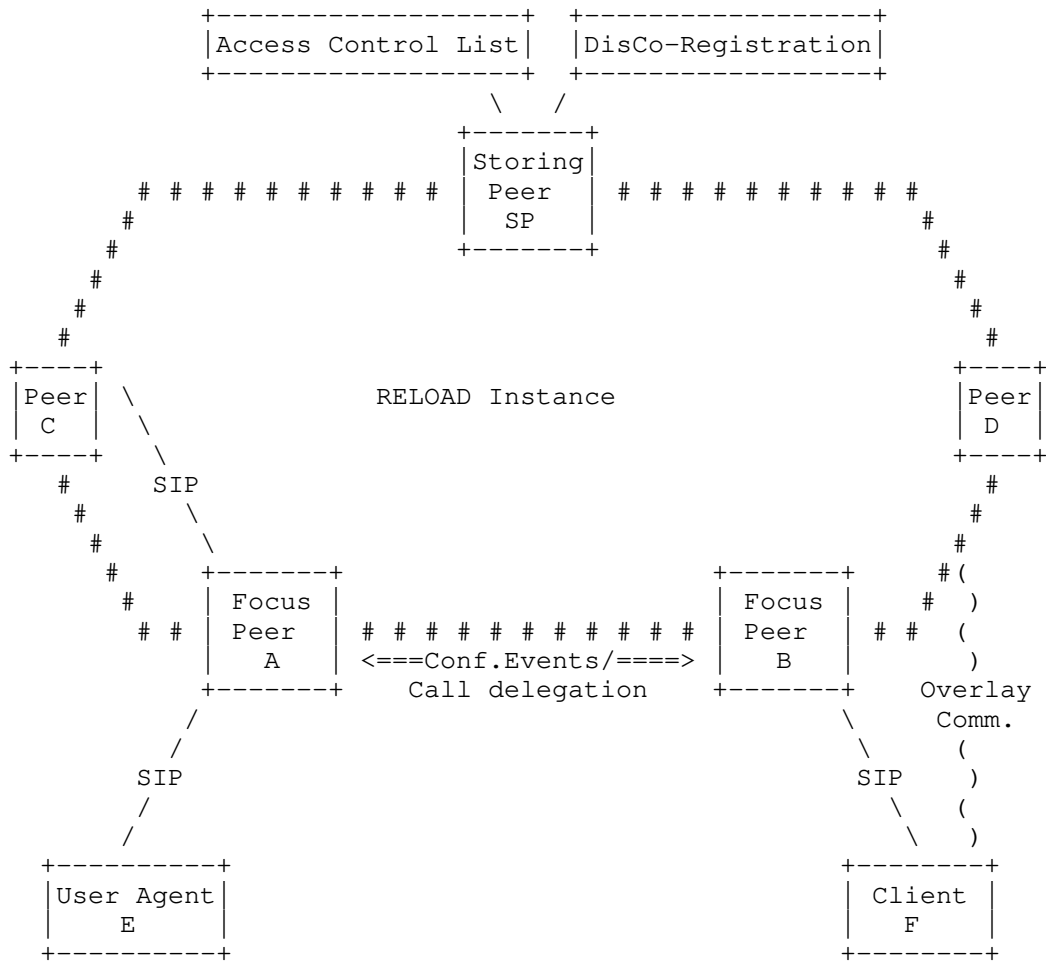 Access Control List DisCo-Registration
Storing
Peer
SP
Peer RELOAD Instance Peer
C D
SIP
Focus Focus
Peer Peer
A <===Conf.Events/====> B
Call delegation Overlay
Comm.
SIP SIP
User Agent Client
E F